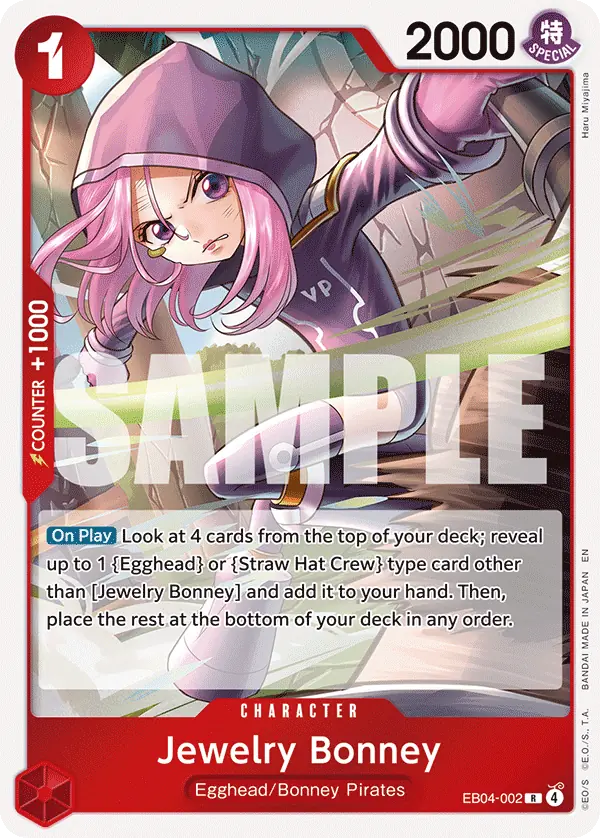 1
2000
特
SPECIAL
Haru Miyajima
COUNTER +1000
VP
SAMPLE
On Play Look at 4 cards from the top of your deck; reveal
up to 1 {Egghead} or {Straw Hat Crew} type card other
than [Jewelry Bonney] and add it to your hand. Then,
place the rest at the bottom of your deck in any order.
CHARACTER
Jewelry Bonney
Egghead/Bonney Pirates
EB04-002 R 4
©EO/S ©E.O./S., T.A. BANDAI MADE IN JAPAN EN